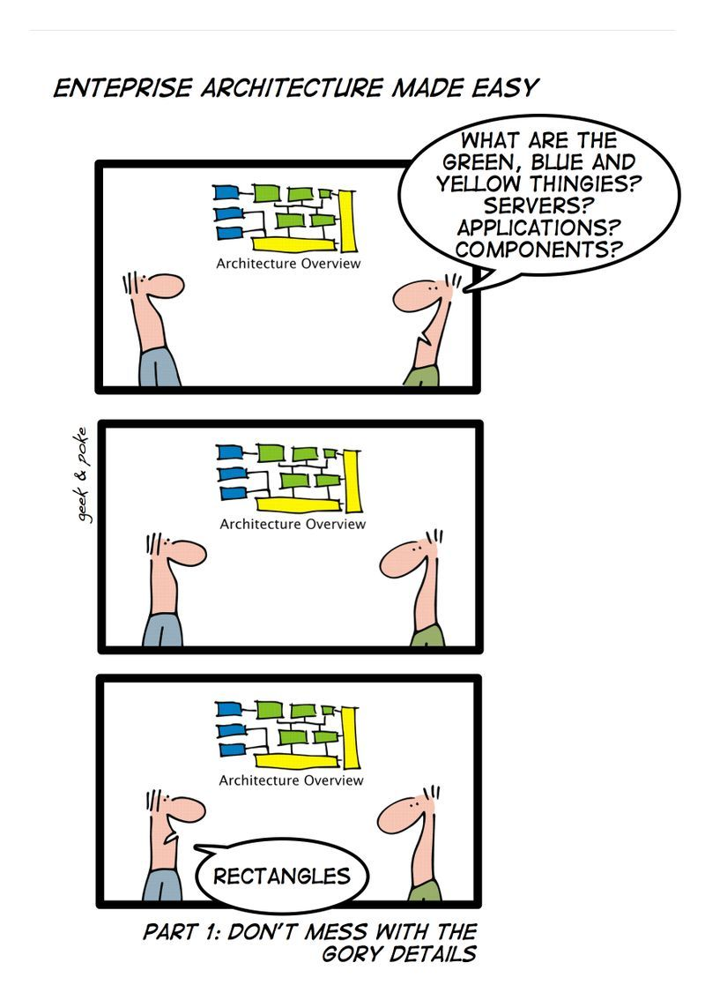 ENTEPRISE ARCHITECTURE MADE EASY
WHAT ARE THE
GREEN, BLUE AND
YELLOW THINGIES?
SERVERS?
APPLICATIONS?
COMPONENTS?
Architecture Overview
geek & poke
Architecture Overview
Architecture Overview
RECTANGLES
PART 1: DON'T MESS WITH THE
GORY DETAILS